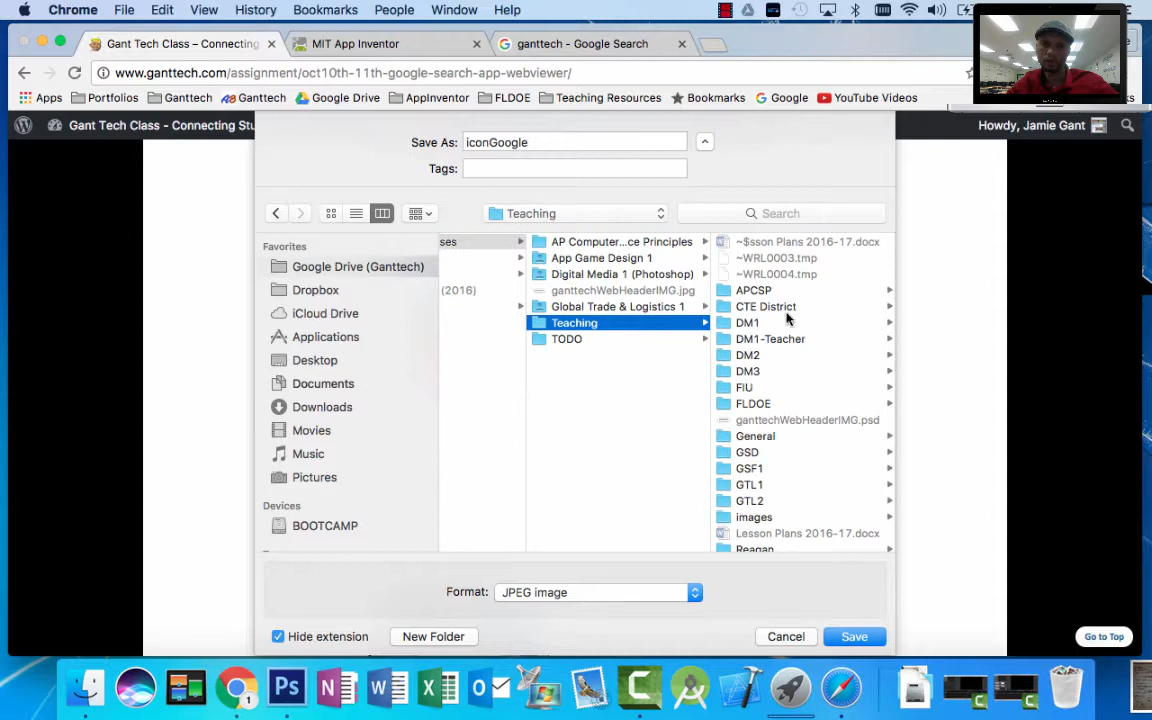 Chrome File Edit View History Bookmarks People Window Help
Gant Tech Class – Connecting
MIT App Inventor
ganttech - Google Search
www.ganttech.com/assignment/oct10th-11th-google-search-app-webviewer/
Apps Portfolios Ganttech Ganttech Google Drive AppInventor FLDOE Teaching Resources Bookmarks Google YouTube Videos
Gant Tech Class - Connecting Stu
Howdy, Jamie Gant
Save As: iconGoogle
Tags:
Teaching
Search
Favorites
Google Drive (Ganttech)
Dropbox
iCloud Drive
Applications
Desktop
Documents
Downloads
Movies
Music
Pictures
Devices
BOOTCAMP
ses
(2016)
AP Computer...ce Principles
App Game Design 1
Digital Media 1 (Photoshop)
ganttechWebHeader.jpg
Global Trade & Logistics 1
Teaching
TODO
~$sson Plans 2016-17.docx
~WRL0003.tmp
~WRL0004.tmp
APCSP
CTE District
DM1
DM1-Teacher
DM2
DM3
FIU
FLDOE
ganttechWebHeaderIMG.psd
General
GSD
GSF1
GTL1
GTL2
images
Lesson Plans 2016-17.docx
Reagan
Format: JPEG image
Hide extension
New Folder
Cancel
Save
Go to Top